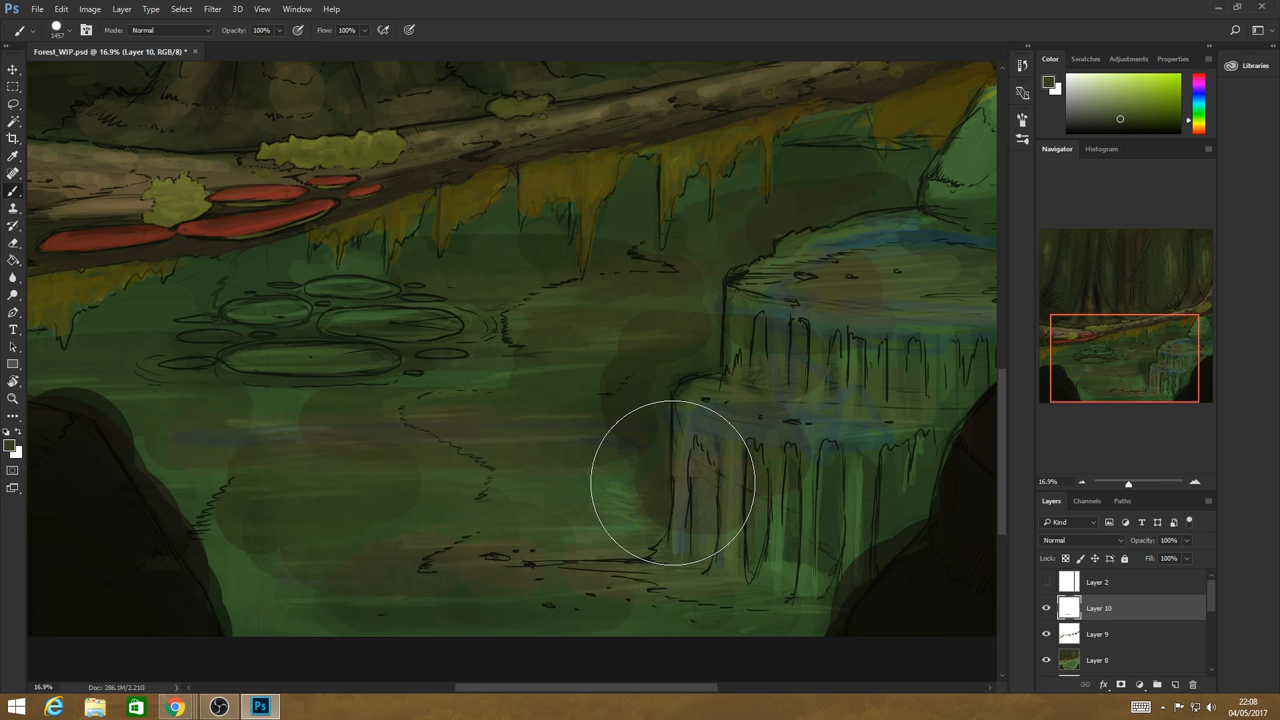 Ps File Edit Image Layer Type Select Filter 3D View Window Help
1457 Mode: Normal Opacity: 100% Flow: 100%
Forest_WIP.psd @ 16.9% (Layer 10, RGB/8) * ×
Color Swatches Adjustments Properties
Libraries
Navigator Histogram
16.9%
Layers Channels Paths
Kind
Normal Opacity: 100%
Lock: Fill: 100%
Layer 2
Layer 10
Layer 9
Layer 8
16.9% Doc: 286.1M/2.21G
Ps
22:08
04/05/2017